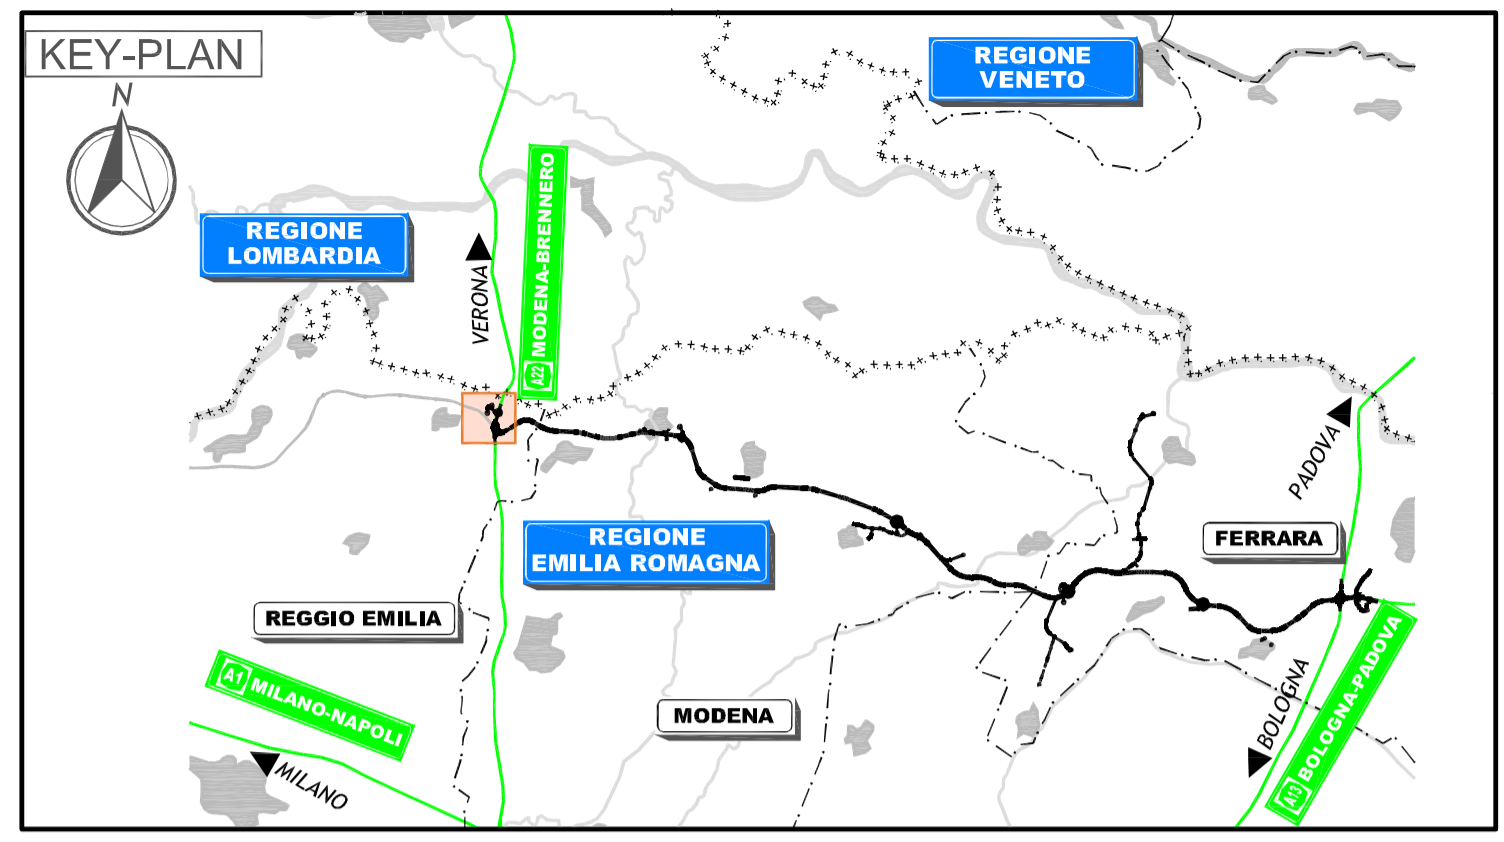 KEY-PLAN
N
REGIONE
VENETO
REGIONE
LOMBARDIA
VERONA
A22 MODENA-BRENNERO
PADOVA
REGIONE
EMILIA ROMAGNA
FERRARA
REGGIO EMILIA
A1 MILANO-NAPOLI
MILANO
MODENA
BOLOGNA
A13 BOLOGNA-PADOVA